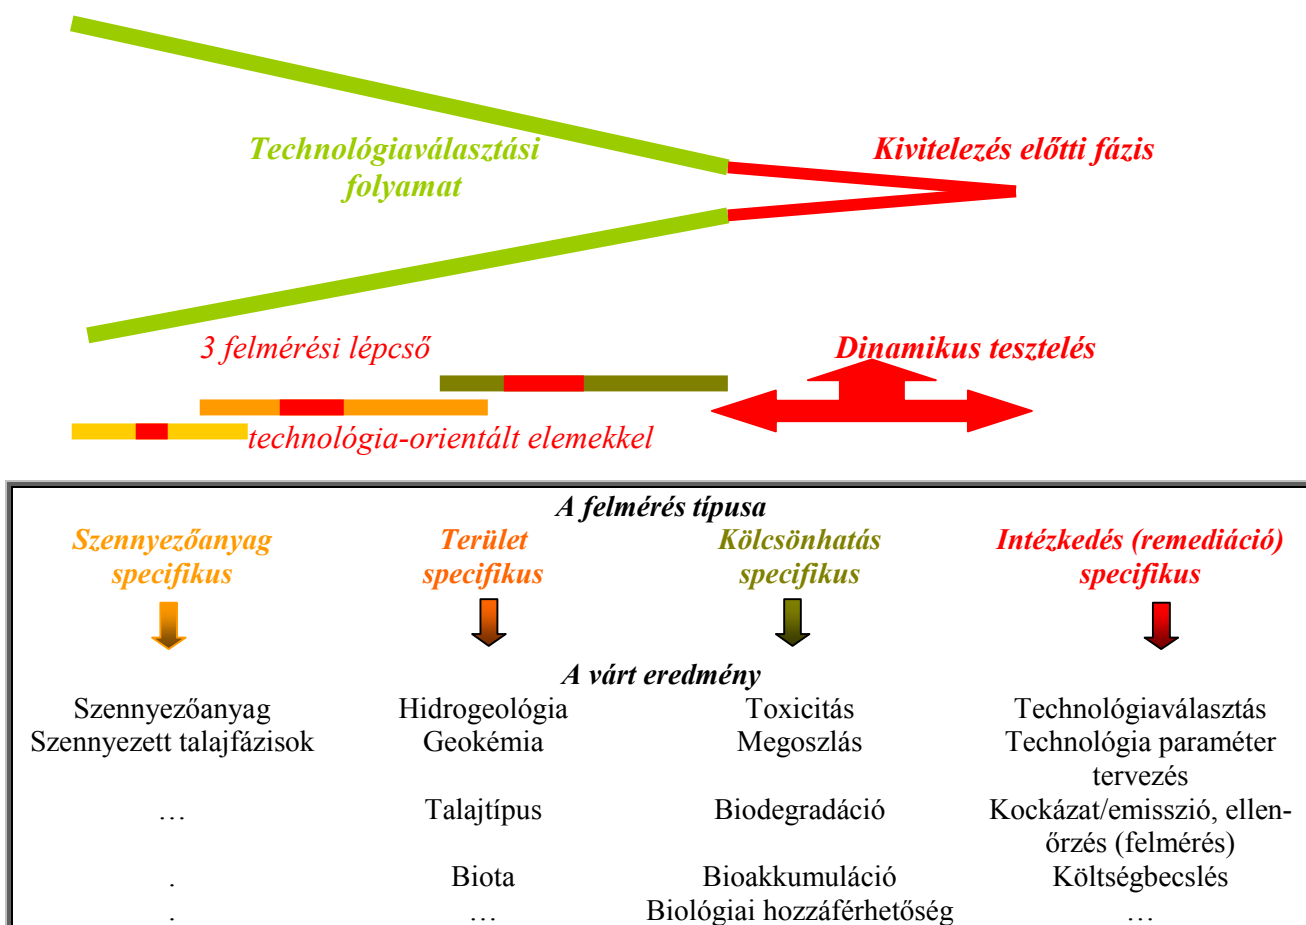 Technológiaválasztási
folyamat
Kivitelezés előtti fázis
3 felmérési lépcső
Dinamikus tesztelés
technológia-orientált elemekkel
A felmérés típusa
Szennyezőanyag Terület Kölcsönhatás Intézkedés (remediáció)
specifikus specifikus specifikus specifikus
A várt eredmény
Szennyezőanyag Hidrogeológia Toxicitás Technológiaválasztás
Szennyezett talajfázisok Geokémia Megoszlás Technológia paraméter
tervezés
… Talajtípus Biodegradáció Kockázat/emisszió, ellen-
őrzés (felmérés)
. Biota Bioakkumuláció Költségbecslés
. … Biológiai hozzáférhetőség …